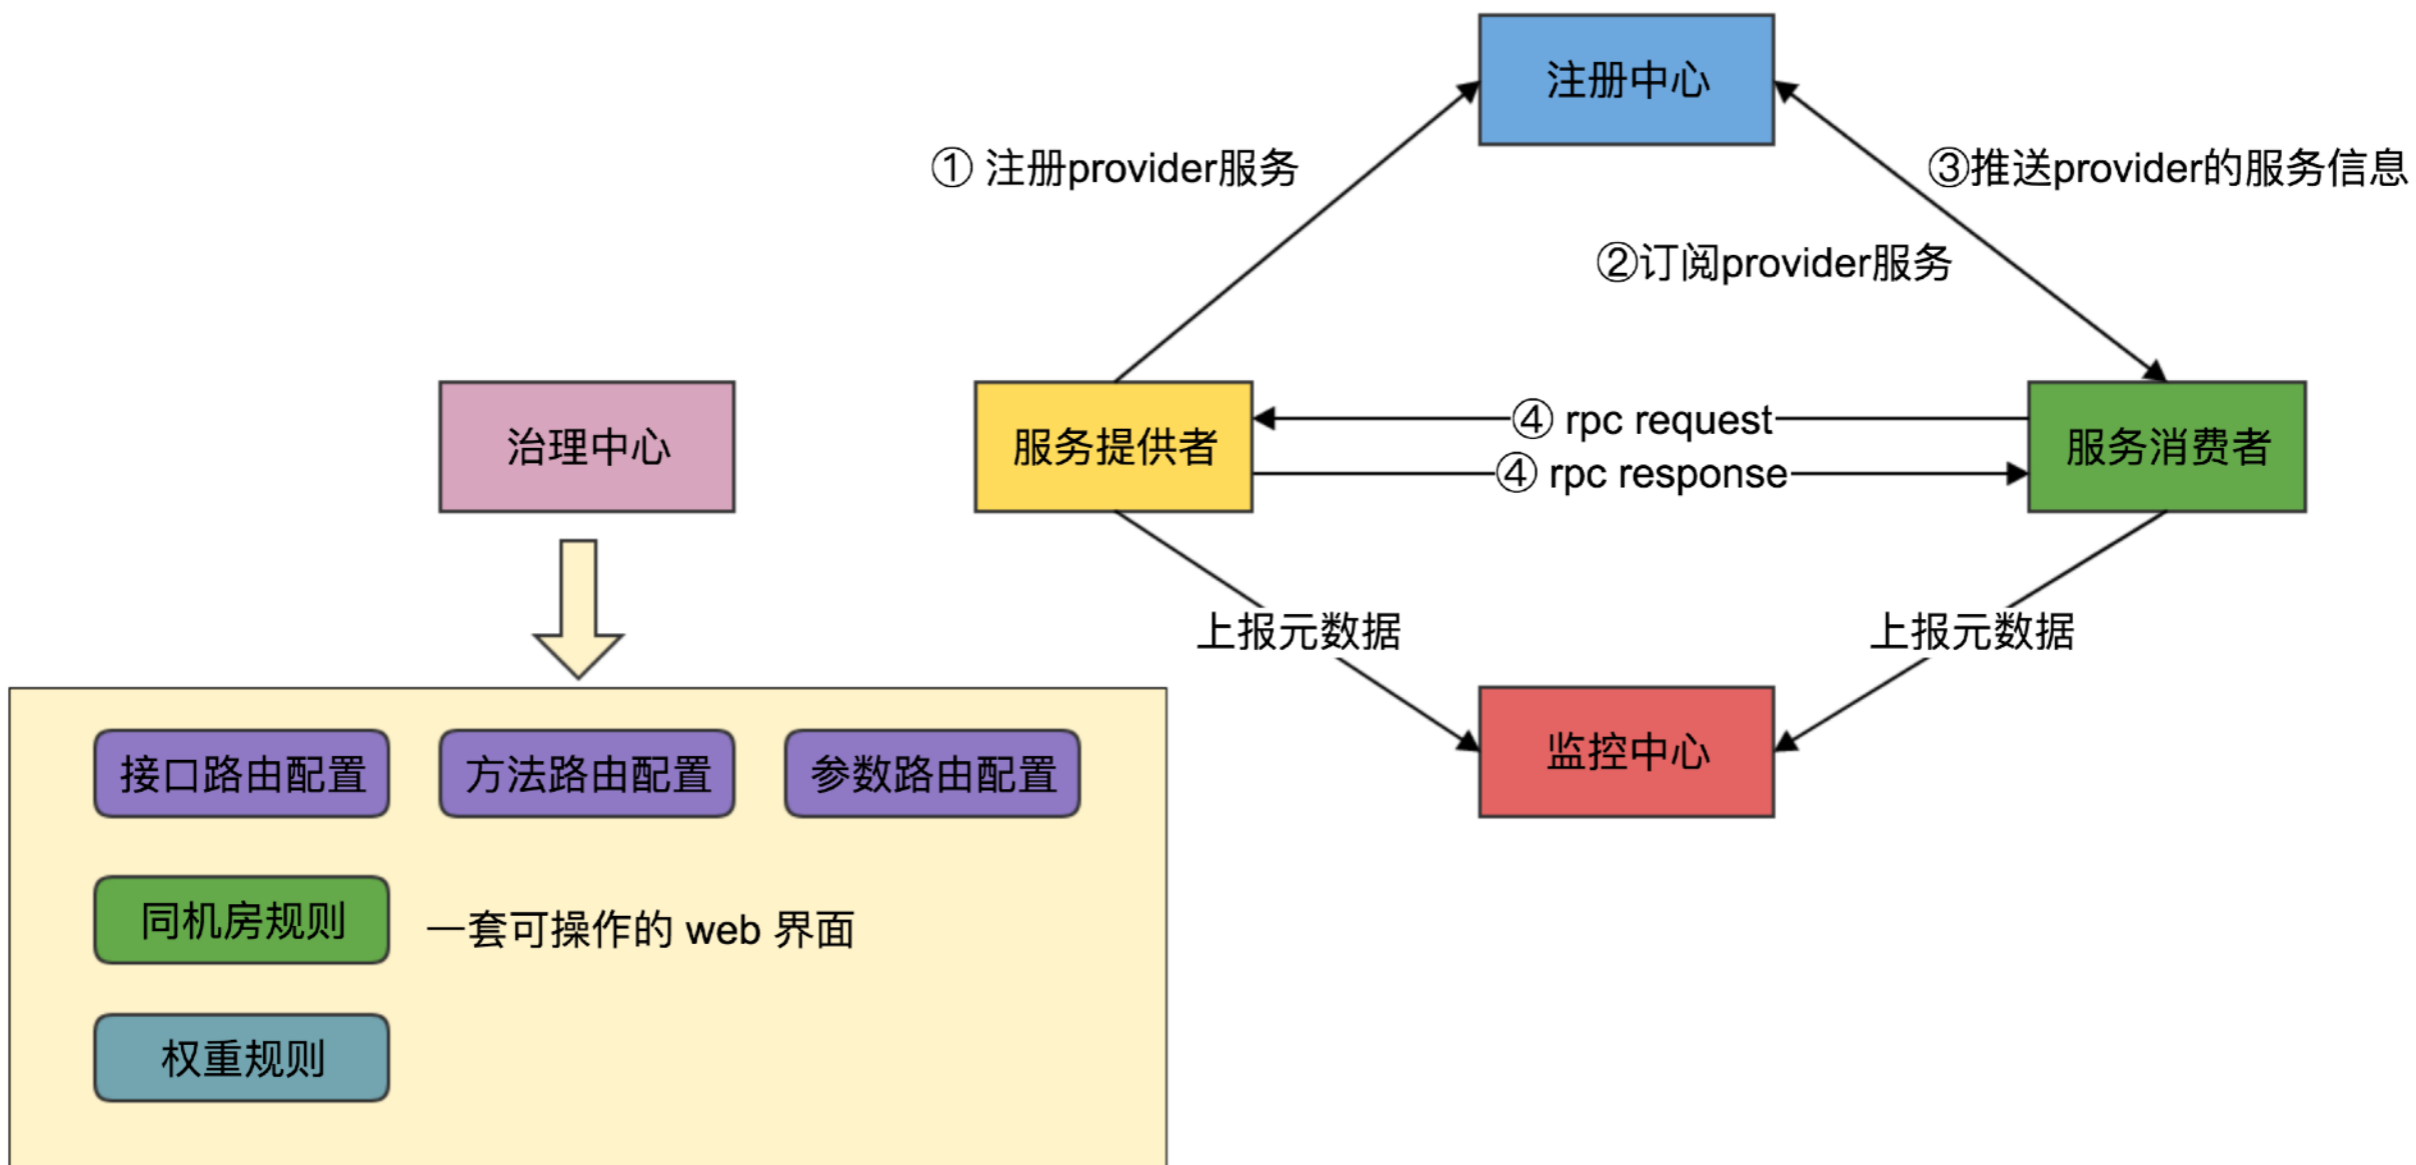 注册中心
① 注册provider服务
③推送provider的服务信息
②订阅provider服务
治理中心
服务提供者
④ rpc request
④ rpc response
服务消费者
上报元数据
上报元数据
监控中心
接口路由配置
方法路由配置
参数路由配置
同机房规则
一套可操作的 web 界面
权重规则